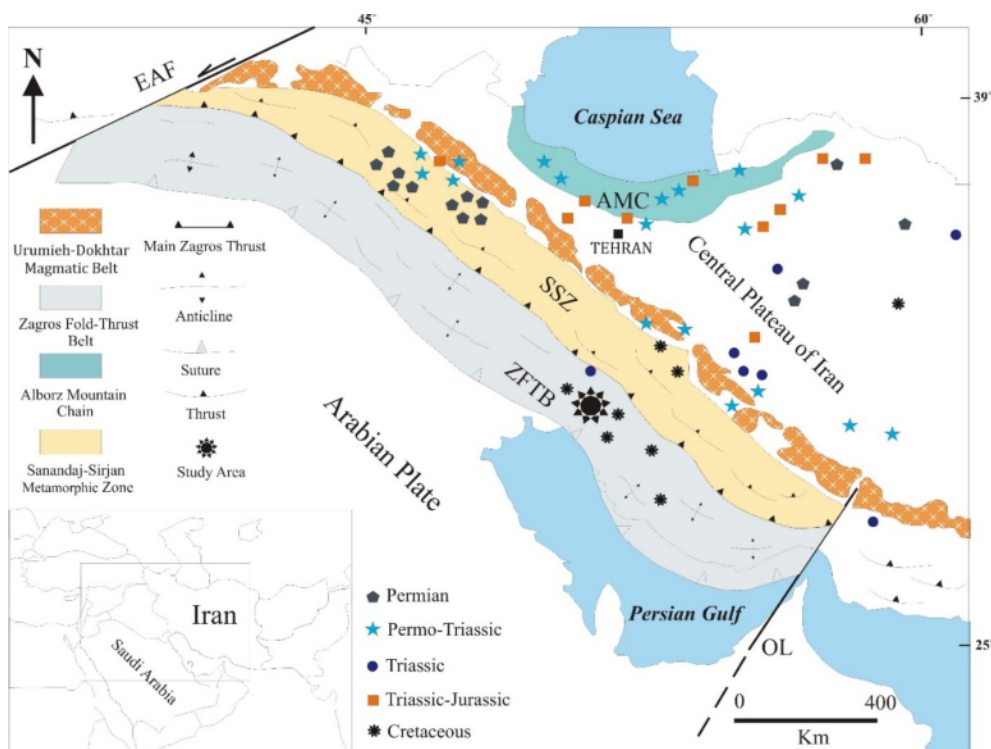 45°
60°
N
EAF
39°
Caspian Sea
AMC
TEHRAN
Urumieh-Dokhtar
Magmatic Belt
Main Zagros Thrust
SSZ
Central Plateau of Iran
Anticline
Zagros Fold-Thrust
Belt
Suture
ZFTB
Alborz Mountain
Chain
Thrust
Arabian Plate
Sanandaj-Sirjan
Metamorphic Zone
Study Area
Iran
Saudi Arabia
Permian
Permo-Triassic
Triassic
Triassic-Jurassic
Cretaceous
Persian Gulf
OL
25°
0
400
Km